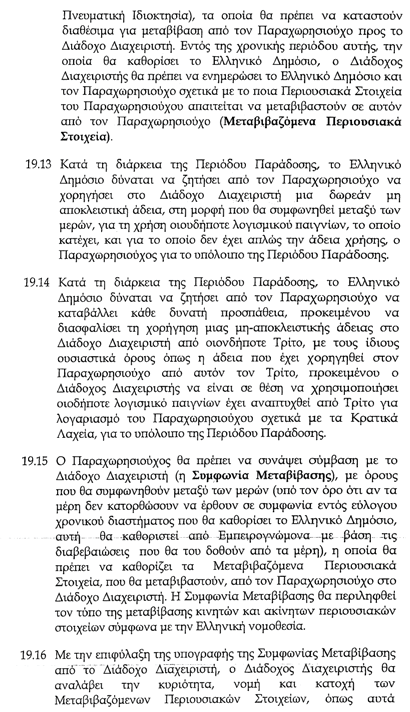 Πνευματική Ιδιοκτησία), τα οποία θα πρέπει να καταστούν
διαθέσιμα για μεταβίβαση από τον Παραχωρησιούχο προς το
Διάδοχο Διαχειριστή. Εντός της χρονικής περιόδου αυτής, την
οποία θα καθορίσει το Ελληνικό Δημόσιο, ο Διάδοχος
Διαχειριστής θα πρέπει να ενημερώσει το Ελληνικό Δημόσιο και
τον Παραχωρησιούχο σχετικά με το ποια Περιουσιακά Στοιχεία
του Παραχωρησιούχου απαιτείται να μεταβιβαστούν σε αυτόν
από τον Παραχωρησιούχο (Μεταβιβαζόμενα Περιουσιακά
Στοιχεία).
19.13 Κατά τη διάρκεια της Περιόδου Παράδοσης, το Ελληνικό
Δημόσιο δύναται να ζητήσει από τον Παραχωρησιούχο να
χορηγήσει στο Διάδοχο Διαχειριστή μια δωρεάν μη
αποκλειστική άδεια, στη μορφή που θα συμφωνηθεί μεταξύ των
μερών, για τη χρήση οιουδήποτε λογισμικού παιγνίων, το οποίο
κατέχει, και για το οποίο δεν έχει απλώς την άδεια χρήσης, ο
Παραχωρησιούχος για το υπόλοιπο της Περιόδου Παράδοσης.
19.14 Κατά τη διάρκεια της Περιόδου Παράδοσης, το Ελληνικό
Δημόσιο δύναται να ζητήσει από τον Παραχωρησιούχο να
καταβάλλει κάθε δυνατή προσπάθεια, προκειμένου να
διασφαλίσει τη χορήγηση μιας μη-αποκλειστικής άδειας στο
Διάδοχο Διαχειριστή από οιονδήποτε Τρίτο, με τους ίδιους
ουσιαστικά όρους όπως η άδεια που έχει χορηγηθεί στον
Παραχωρησιούχο από αυτόν τον Τρίτο, προκειμένου ο
Διάδοχος Διαχειριστής να είναι σε θέση να χρησιμοποιήσει
οιοδήποτε λογισμικό παιγνίων έχει αναπτυχθεί από Τρίτο για
λογαριασμό του Παραχωρησιούχου σχετικά με τα Κρατικά
Λαχεία, για το υπόλοιπο της Περιόδου Παράδοσης.
19.15 Ο Παραχωρησιούχος θα πρέπει να συνάψει σύμβαση με το
Διάδοχο Διαχειριστή (η Συμφωνία Μεταβίβασης), με όρους
που θα συμφωνηθούν μεταξύ των μερών (υπό τον όρο ότι αν τα
μέρη δεν κατορθώσουν να έρθουν σε συμφωνία εντός εύλογου
χρονικού διαστήματος που θα καθορίσει το Ελληνικό Δημόσιο,
αυτή θα καθοριστεί από Εμπειρογνώμονα με βάση τις
διαβεβαιώσεις που θα του δοθούν από τα μέρη), η οποία θα
πρέπει να καθορίζει τα Μεταβιβαζόμενα Περιουσιακά
Στοιχεία, που θα μεταβιβαστούν, από τον Παραχωρησιούχο στο
Διάδοχο Διαχειριστή. Η Συμφωνία Μεταβίβασης θα περιληφθεί
τον τύπο της μεταβίβασης κινητών και ακίνητων περιουσιακών
στοιχείων σύμφωνα με την Ελληνική νομοθεσία.
19.16 Με την επιφύλαξη της υπογραφής της Συμφωνίας Μεταβίβασης
από το Διάδοχο Διαχειριστή, ο Διάδοχος Διαχειριστής θα
αναλάβει την κυριότητα, νομή και κατοχή των
Μεταβιβαζόμενων Περιουσιακών Στοιχείων, όπως αυτά